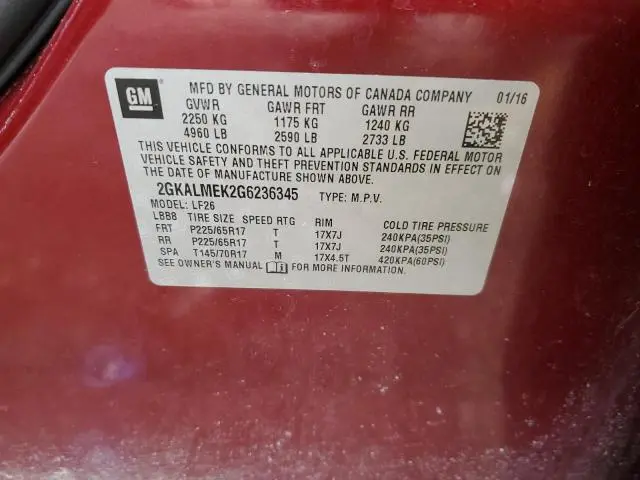 GM
MFD BY GENERAL MOTORS OF CANADA COMPANY 01/16
GVWR GAWR FRT GAWR RR
2250 KG 1175 KG 1240 KG
4960 LB 2590 LB 2733 LB
THIS VEHICLE CONFORMS TO ALL APPLICABLE U.S. FEDERAL MOTOR
VEHICLE SAFETY AND THEFT PREVENTION STANDARDS IN EFFECT ON
THE DATE OF MANUFACTURE SHOWN ABOVE.
2GKALMEK2G6236345 TYPE: M.P.V.
MODEL: LF26
LBB8 TIRE SIZE SPEED RTG RIM COLD TIRE PRESSURE
FRT P225/65R17 T 17X7J 240KPA(35PSI)
RR P225/65R17 T 17X7J 240KPA(35PSI)
SPA T145/70R17 M 17X4.5T 420KPA(60PSI)
SEE OWNER'S MANUAL FOR MORE INFORMATION.